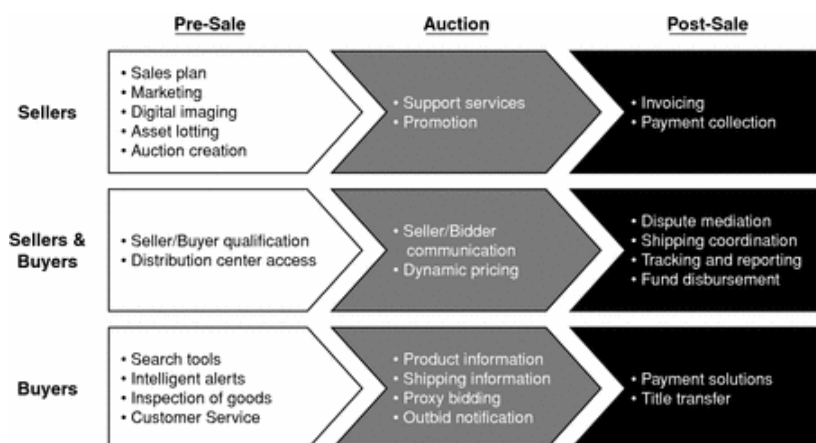 Pre-Sale
Auction
Post-Sale
Sellers
• Sales plan
• Marketing
• Digital imaging
• Asset lotting
• Auction creation
• Support services
• Promotion
• Invoicing
• Payment collection
Sellers &
Buyers
• Seller/Buyer qualification
• Distribution center access
• Seller/Bidder
communication
• Dynamic pricing
• Dispute mediation
• Shipping coordination
• Tracking and reporting
• Fund disbursement
Buyers
• Search tools
• Intelligent alerts
• Inspection of goods
• Customer Service
• Product information
• Shipping information
• Proxy bidding
• Outbid notification
• Payment solutions
• Title transfer